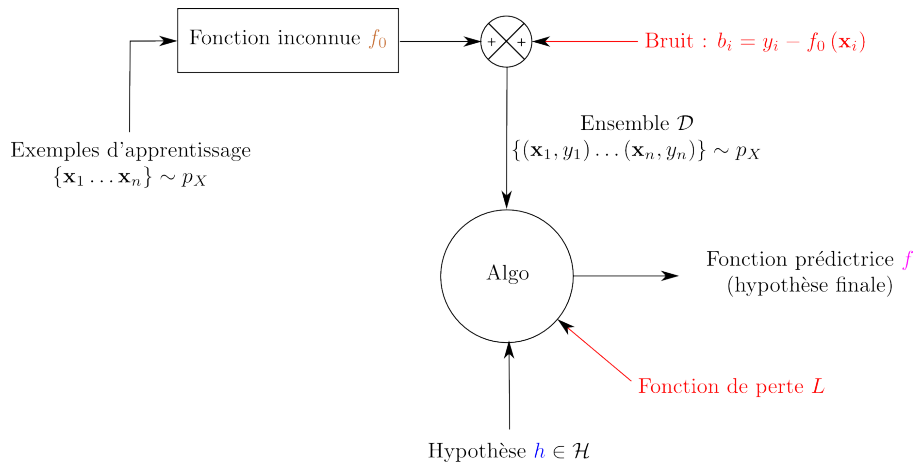 Fonction inconnue f₀
+ +
Bruit : bᵢ = yᵢ – f₀ (𝐱ᵢ)
Exemples d'apprentissage
{𝐱₁ … 𝐱ₙ} ∼ p_X
Ensemble 𝒟
{(𝐱₁, y₁) … (𝐱ₙ, yₙ)} ∼ p_X
Algo
Fonction prédictrice f
(hypothèse finale)
Fonction de perte L
Hypothèse h ∈ ℋ